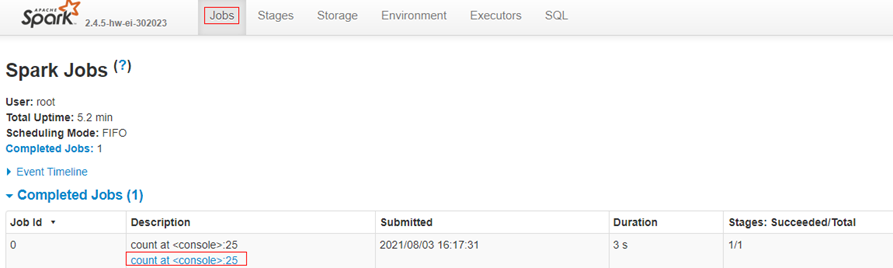 APACHE
Spark 2.4.5-hw-ei-302023 Jobs Stages Storage Environment Executors SQL
Spark Jobs (?)
User: root
Total Uptime: 5.2 min
Scheduling Mode: FIFO
Completed Jobs: 1
Event Timeline
Completed Jobs (1)
Job Id Description Submitted Duration Stages: Succeeded/Total
0 count at <console>:25 2021/08/03 16:17:31 3 s 1/1
count at <console>:25